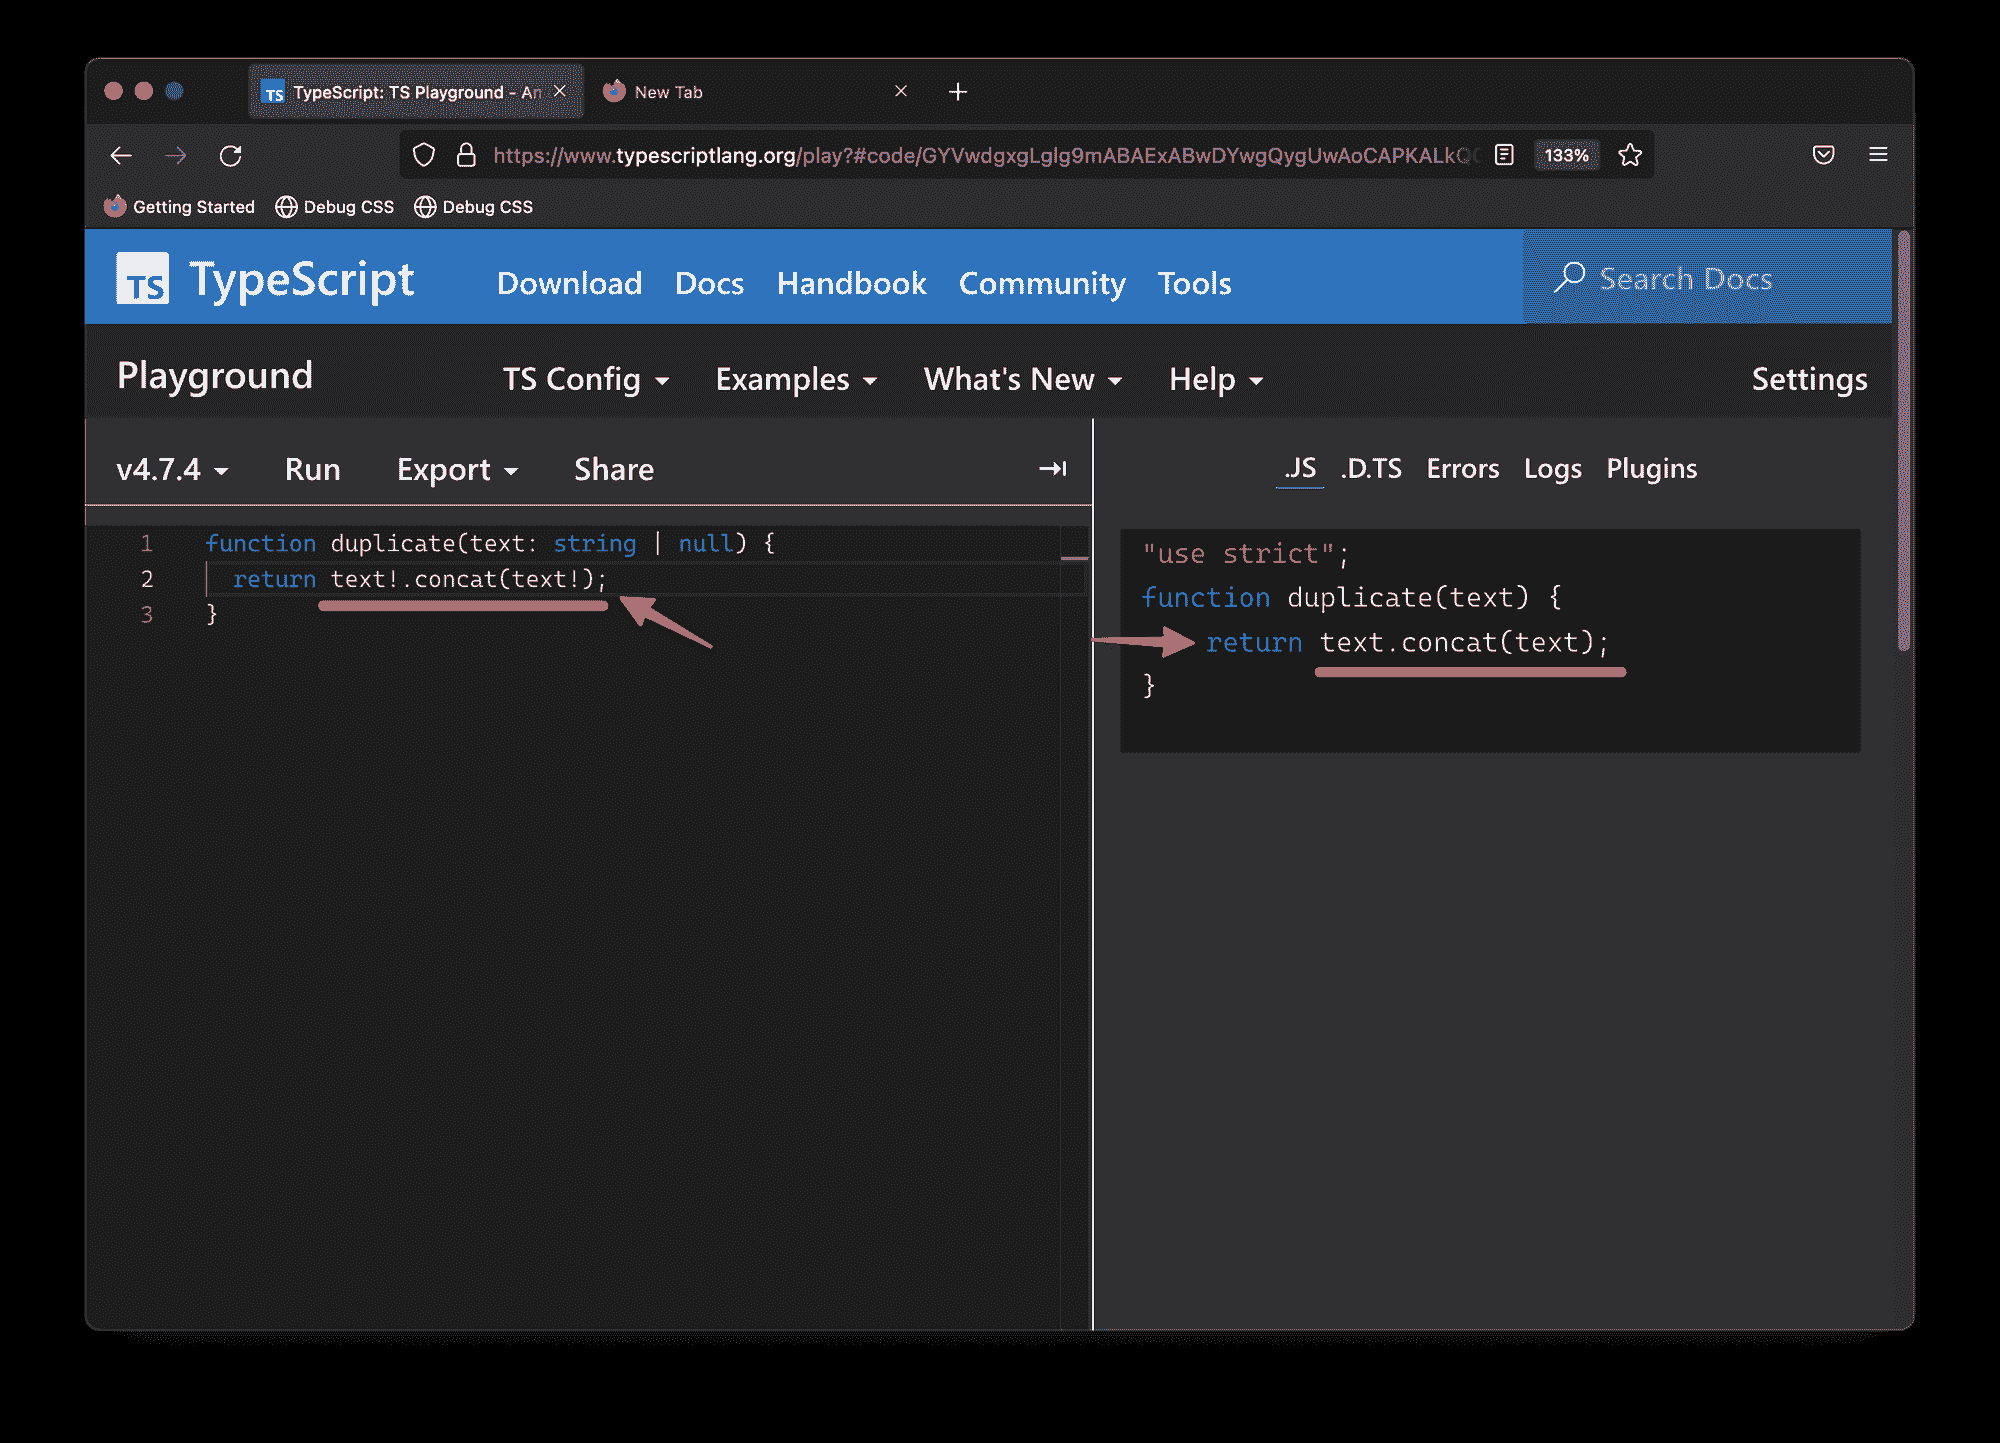 TS TypeScript: TS Playground - An New Tab
https://www.typescriptlang.org/play?#code/GYVwdgxgLglg9mABAExABwDYwgQygUwAoCAPKALkQ 133%
Getting Started Debug CSS Debug CSS
TS TypeScript Download Docs Handbook Community Tools Search Docs
Playground TS Config Examples What's New Help Settings
v4.7.4 Run Export Share
.JS .D.TS Errors Logs Plugins
1 function duplicate(text: string | null) {
2 return text!.concat(text!);
3 }
"use strict";
function duplicate(text) {
return text.concat(text);
}